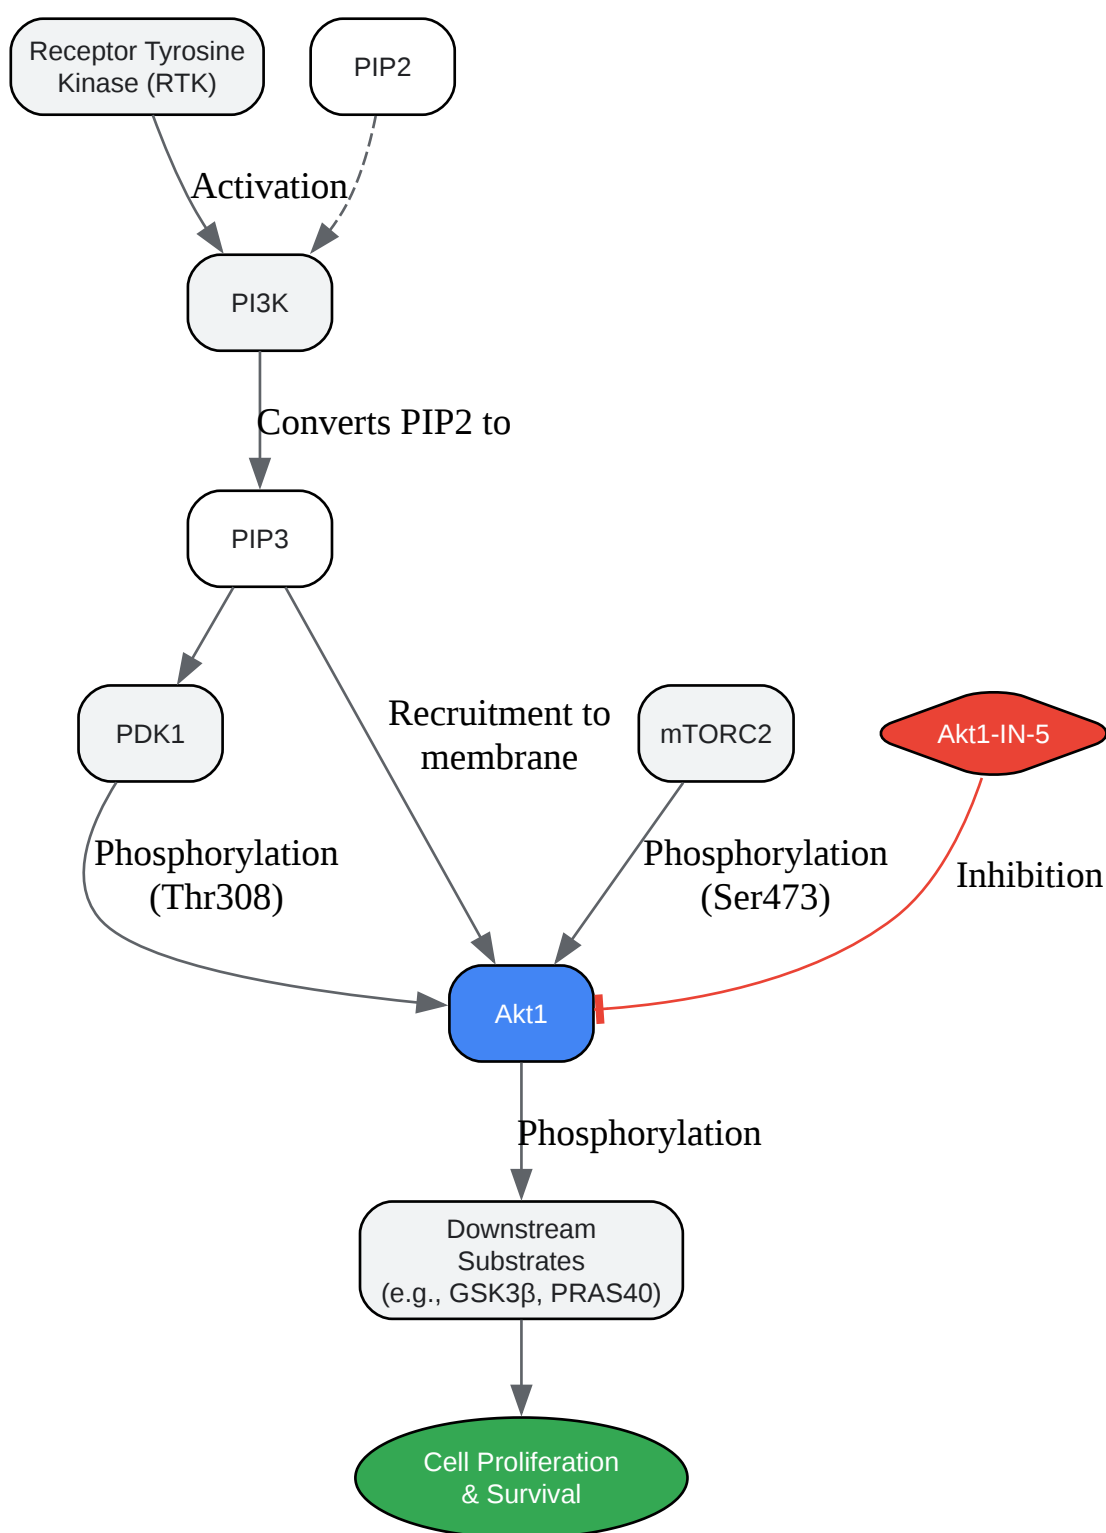 Receptor Tyrosine
Kinase (RTK)
PIP2
Activation
PI3K
Converts PIP2 to
PIP3
PDK1
Recruitment to
membrane
mTORC2
Akt1-IN-5
Phosphorylation
(Thr308)
Phosphorylation
(Ser473)
Inhibition
Akt1
Phosphorylation
Downstream
Substrates
(e.g., GSK3β, PRAS40)
Cell Proliferation
& Survival